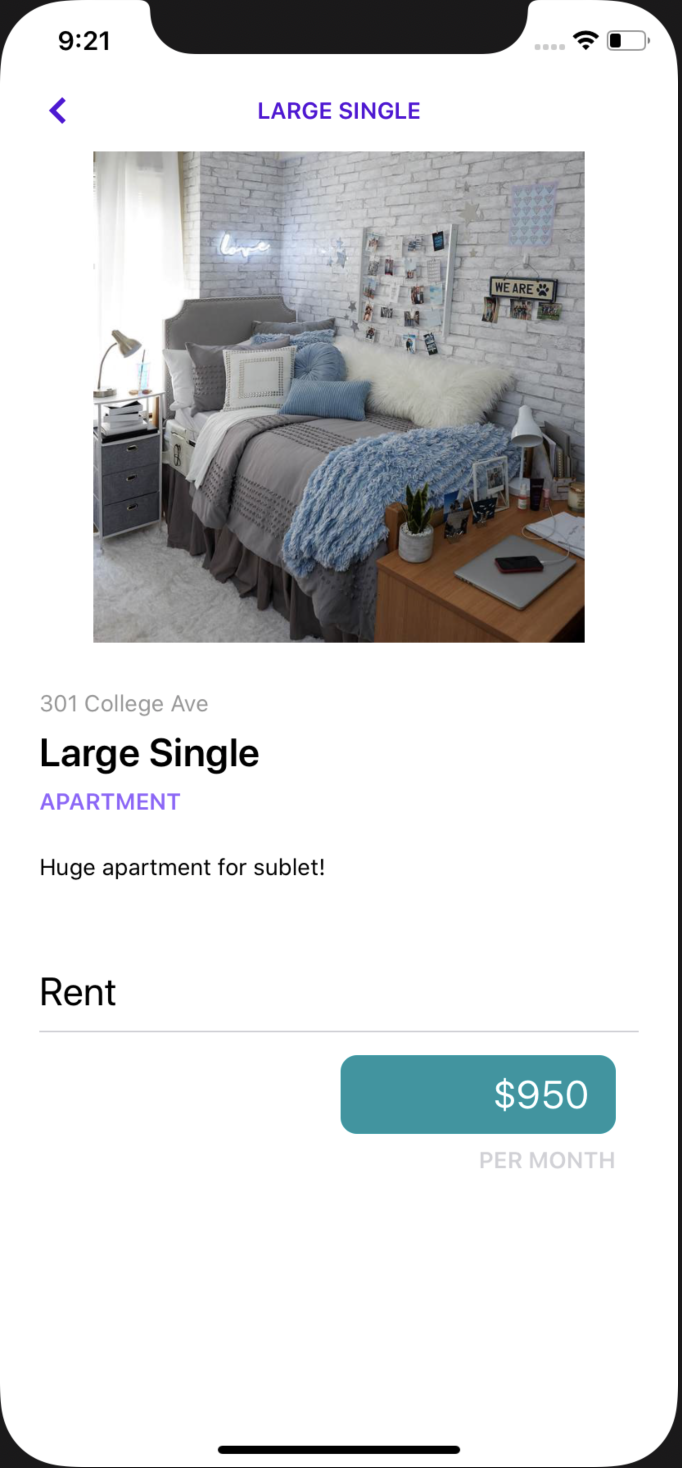 9:21
LARGE SINGLE
love
WE ARE
301 College Ave
Large Single
APARTMENT
Huge apartment for sublet!
Rent
$950
PER MONTH